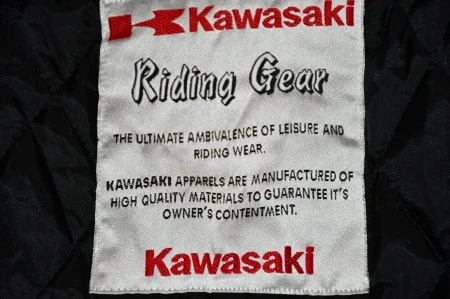 Kawasaki
Riding Gear
THE ULTIMATE AMBIVALENCE OF LEISURE AND
RIDING WEAR.
KAWASAKI APPARELS ARE MANUFACTURED OF
HIGH QUALITY MATERIALS TO GUARANTEE IT'S
OWNER'S CONTENTMENT.
Kawasaki